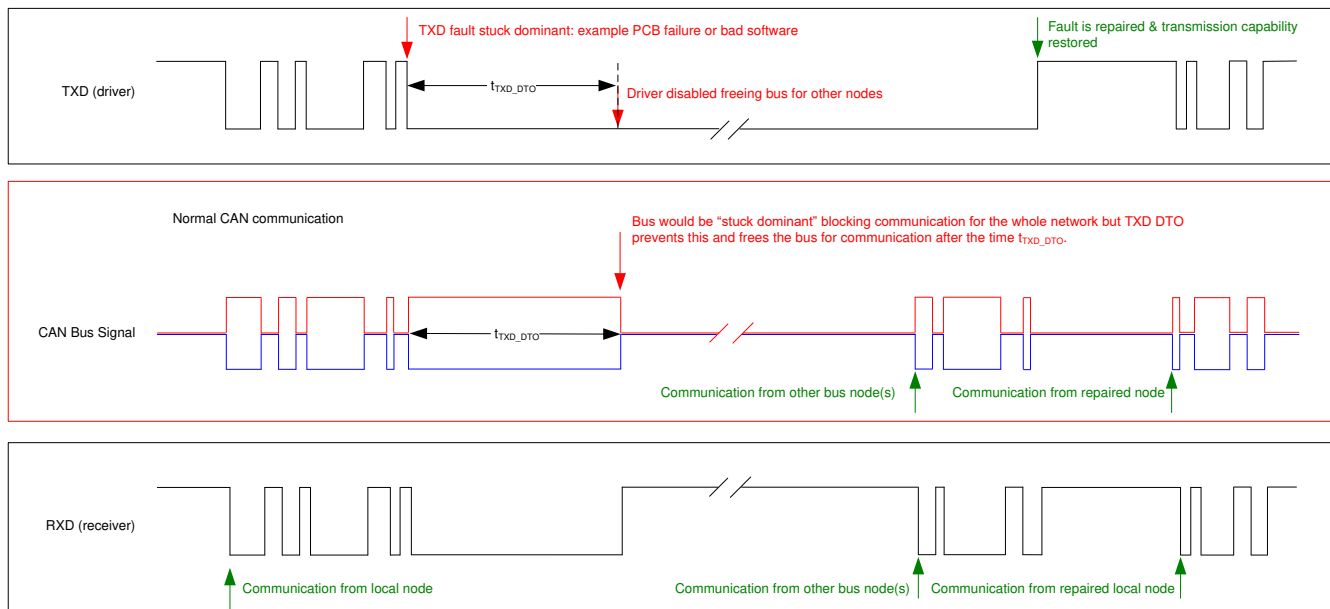 TXD fault stuck dominant: example PCB failure or bad software
Fault is repaired & transmission capability
restored
TXD (driver)
tTXD_DTO
Driver disabled freeing bus for other nodes
Normal CAN communication
Bus would be “stuck dominant” blocking communication for the whole network but TXD DTO
prevents this and frees the bus for communication after the time tTXD_DTO.
CAN Bus Signal
tTXD_DTO
Communication from other bus node(s)
Communication from repaired node
RXD (receiver)
Communication from local node
Communication from other bus node(s)
Communication from repaired local node